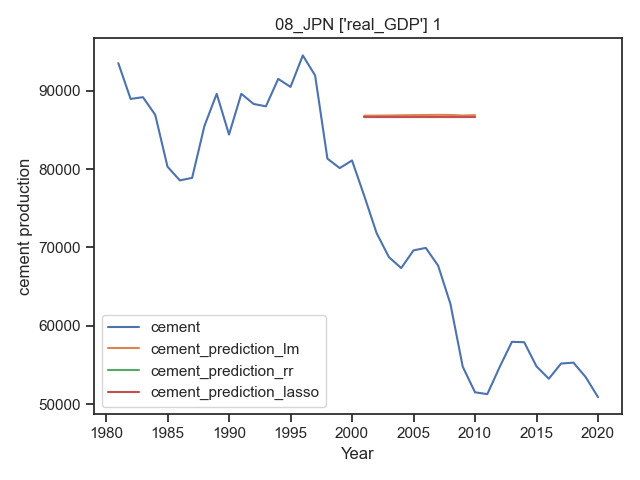 08_JPN ['real_GDP'] 1
cement production
90000
80000
70000
60000
50000
cement
cement_prediction_lm
cement_prediction_rr
cement_prediction_lasso
1980 1985 1990 1995 2000 2005 2010 2015 2020
Year